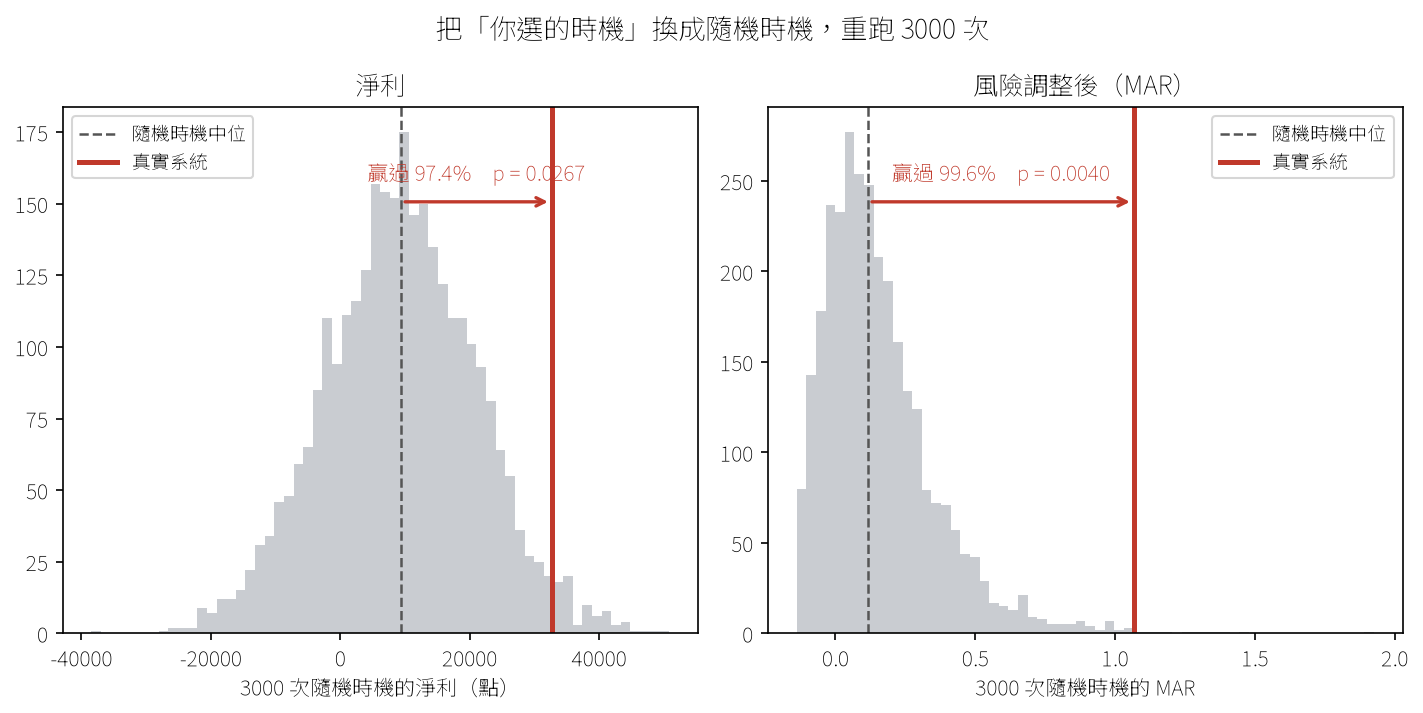 把「你選的時機」換成隨機時機，重跑 3000 次
淨利
隨機時機中位
真實系統
贏過 97.4% p = 0.0267
175
150
125
100
75
50
25
0
-40000 -20000 0 20000 40000
3000 次隨機時機的淨利（點）
風險調整後（MAR）
隨機時機中位
真實系統
贏過 99.6% p = 0.0040
250
200
150
100
50
0
0.0 0.5 1.0 1.5 2.0
3000 次隨機時機的 MAR